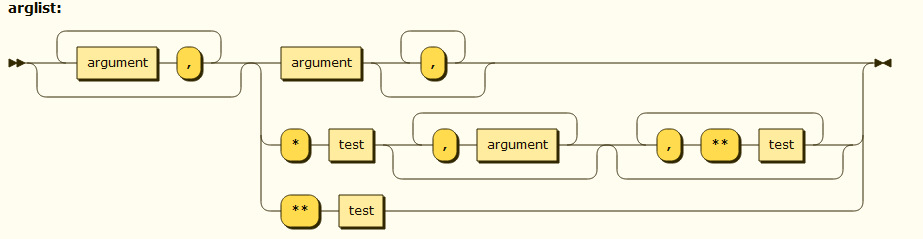 arglist:
argument , argument ,
* test , argument , ** test
** test